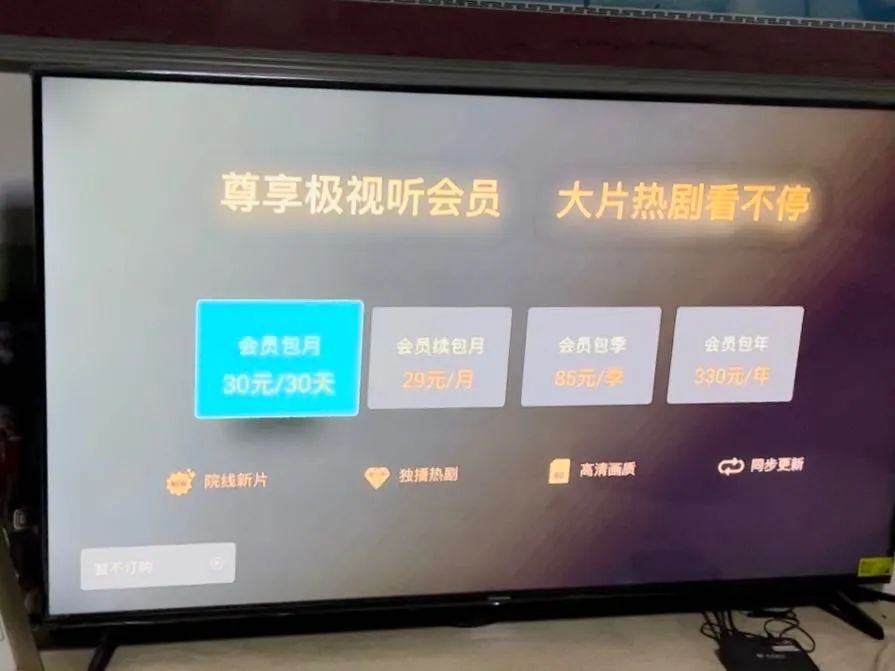 尊享极视听会员 大片热剧看不停
会员包月 会员续包月 会员包季 会员包年
30元/30天 29元/月 85元/季 330元/年
NEW 院线新片 独播热剧 高清画质 同步更新
暂不订购